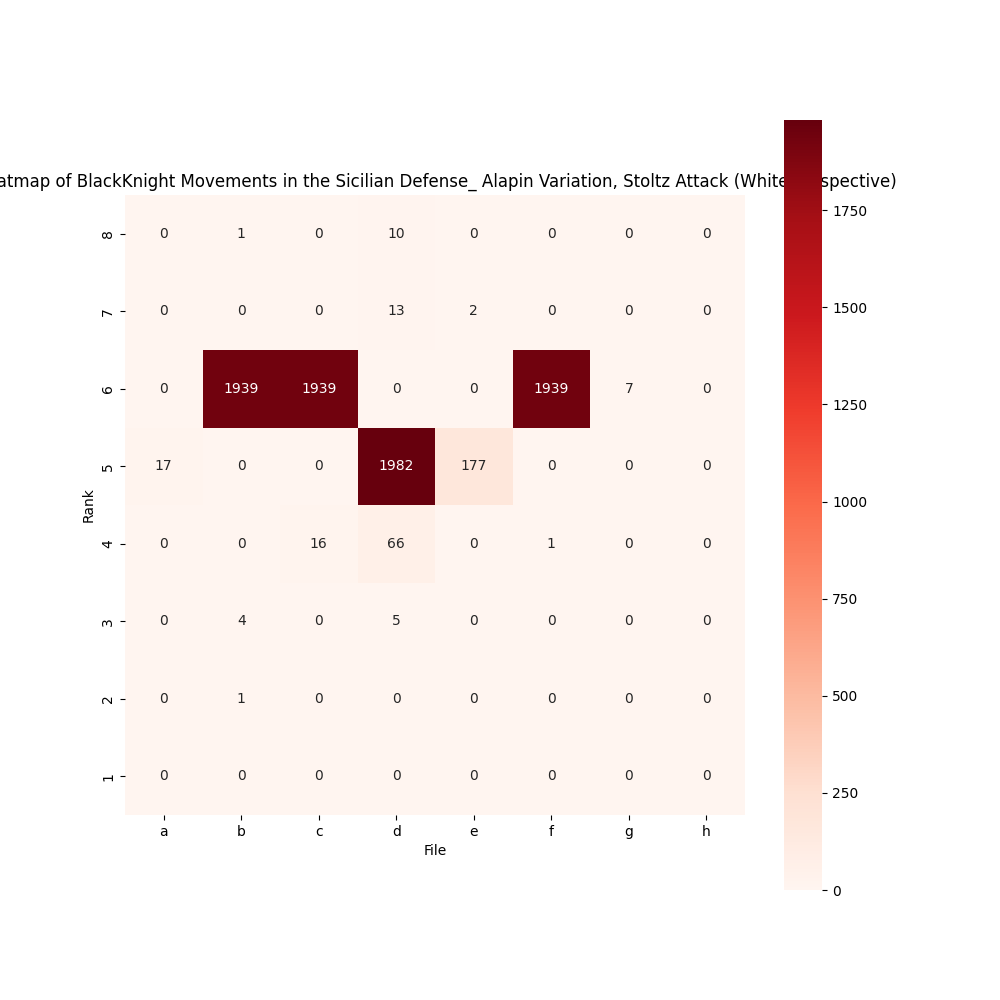 atmap of BlackKnight Movements in the Sicilian Defense_ Alapin Variation, Stoltz Attack (White spective)
8 0 1 0 10 0 0 0 0
7 0 0 0 13 2 0 0 0
6 0 1939 1939 0 0 1939 7 0
5 17 0 0 1982 177 0 0 0
4 0 0 16 66 0 1 0 0
3 0 4 0 5 0 0 0 0
2 0 1 0 0 0 0 0 0
1 0 0 0 0 0 0 0 0
a b c d e f g h
File
Rank
1750
1500
1250
1000
750
500
250
0